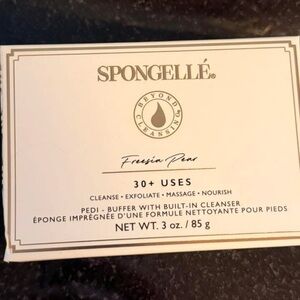 SPONGELLÉ®
BEYOND CLEANSING
Freesia Pear
30+ USES
CLEANSE • EXFOLIATE • MASSAGE • NOURISH
PEDI - BUFFER WITH BUILT-IN CLEANSER
ÉPONGE IMPRÉGNÉE D'UNE FORMULE NETTOYANTE POUR PIEDS
NET WT. 3 oz. / 85 g